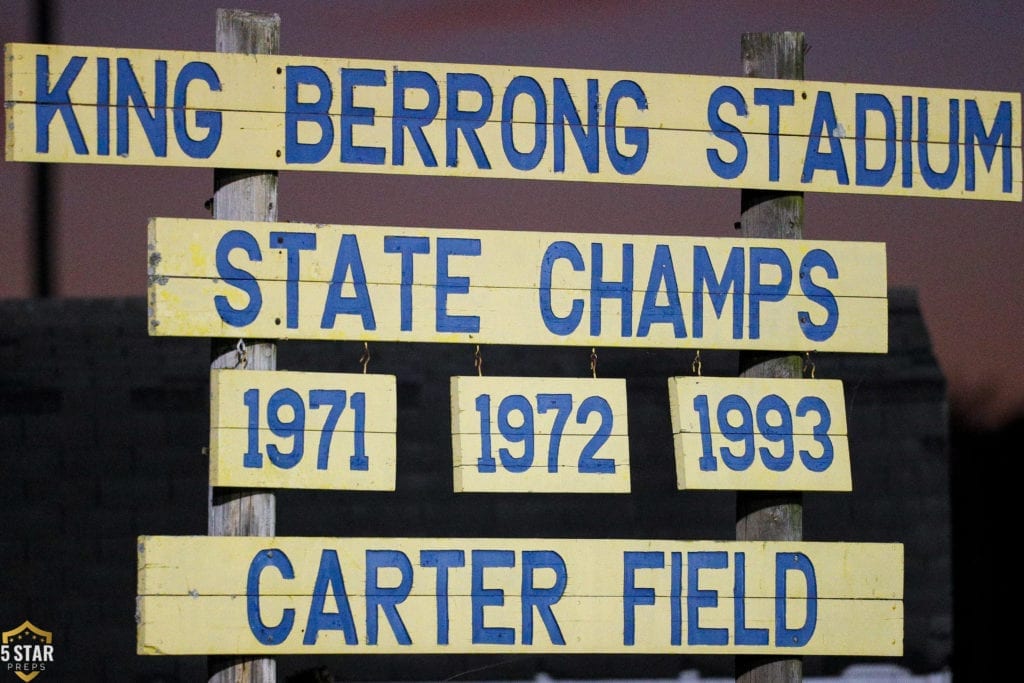 KING BERRONG STADIUM
STATE CHAMPS
1971 1972 1993
CARTER FIELD
5 STAR
PREPS